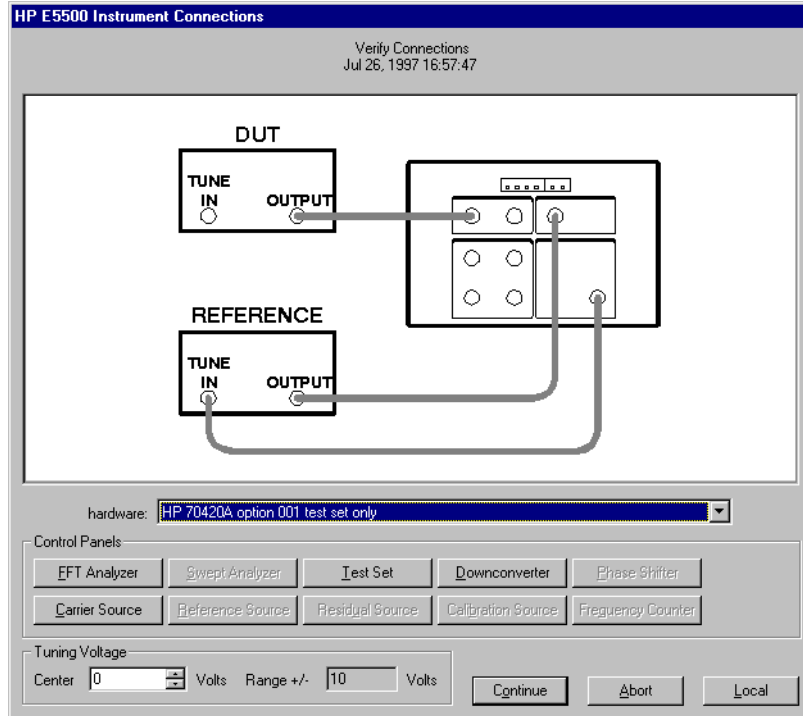 HP E5500 Instrument Connections
Verify Connections
Jul 26, 1997 16:57:47
DUT
TUNE
IN OUTPUT
REFERENCE
TUNE
IN OUTPUT
hardware: HP 70420A option 001 test set only
Control Panels
FFT Analyzer Swept Analyzer Test Set Downconverter Phase Shifter
Carrier Source Reference Source Residual Source Calibration Source Frequency Counter
Tuning Voltage
Center 0 Volts Range +/- 10 Volts
Continue Abort Local